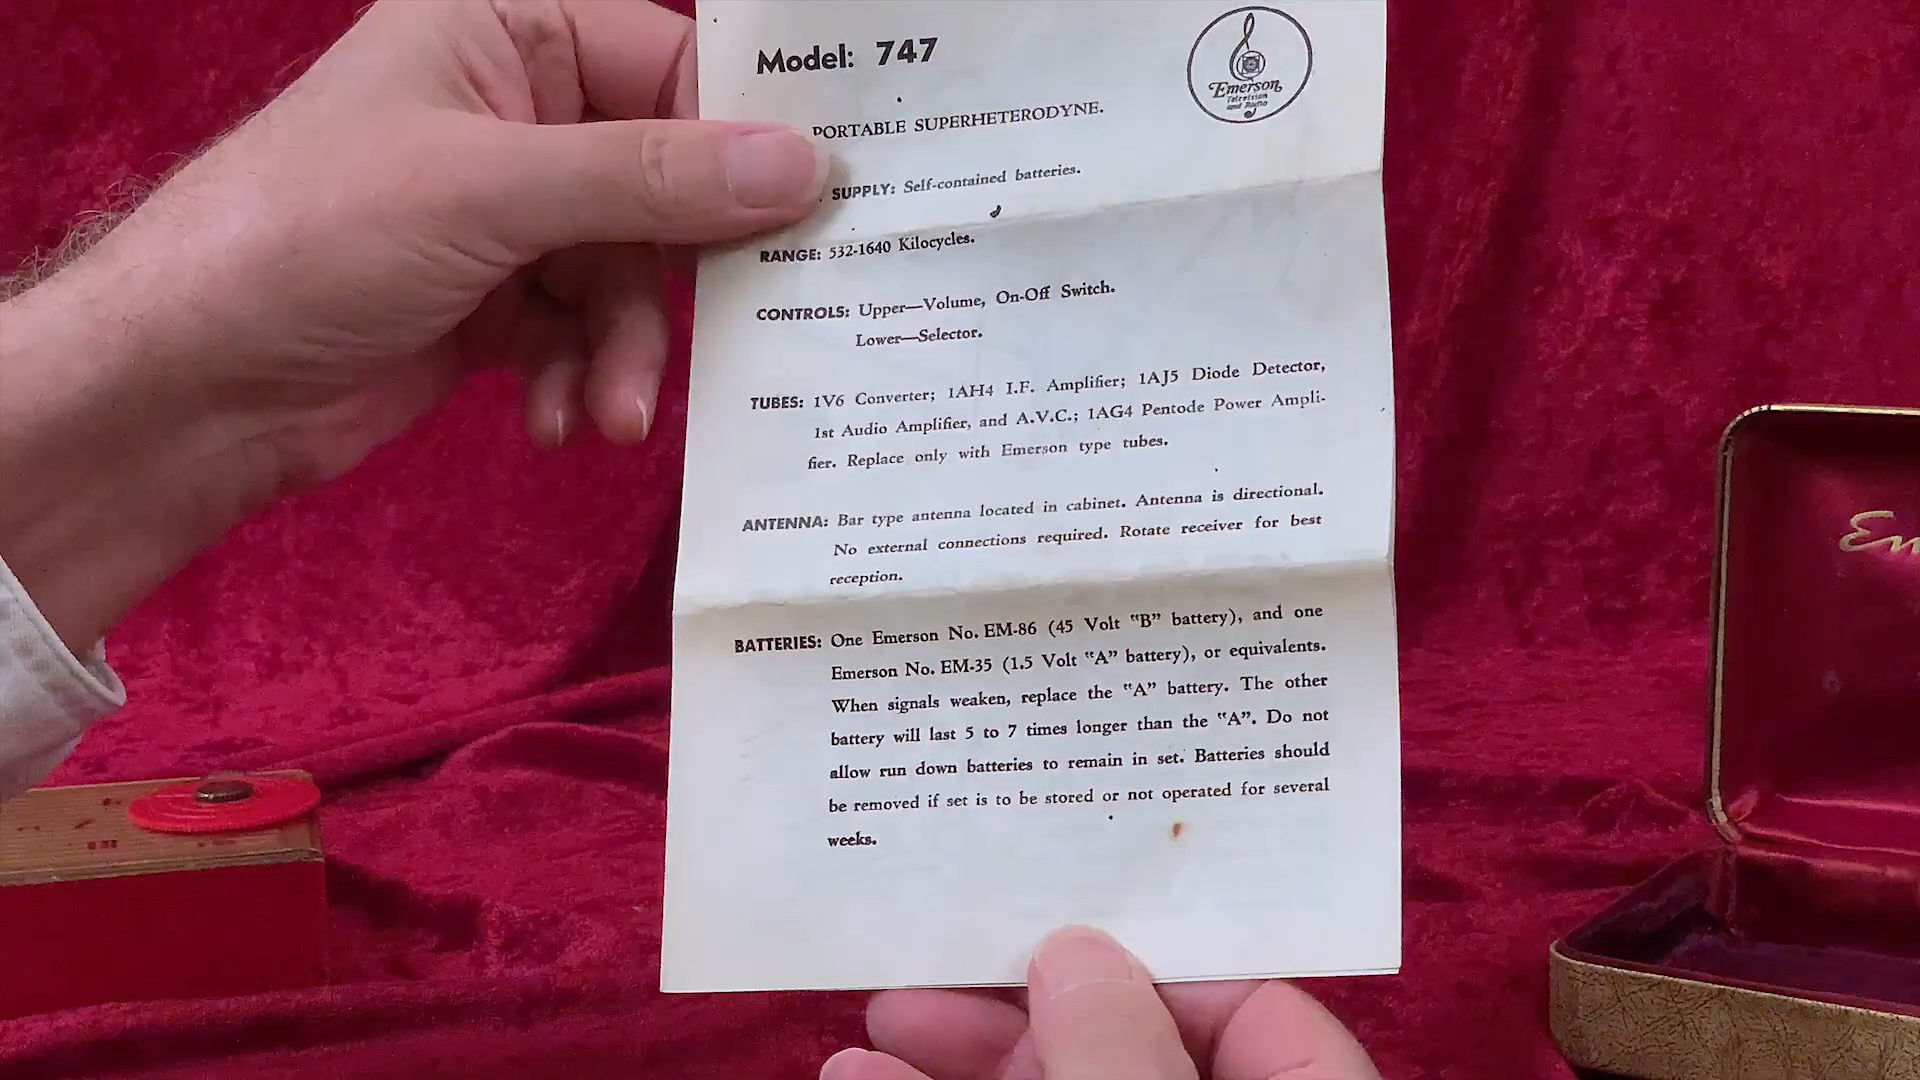 Model: 747
Emerson
Television
and Radio
PORTABLE SUPERHETERODYNE.
SUPPLY: Self-contained batteries.
RANGE: 532-1640 Kilocycles.
CONTROLS: Upper—Volume, On-Off Switch.
Lower—Selector.
TUBES: 1V6 Converter; 1AH4 I.F. Amplifier; 1AJ5 Diode Detector,
1st Audio Amplifier, and A.V.C.; 1AG4 Pentode Power Ampli-
fier. Replace only with Emerson type tubes.
ANTENNA: Bar type antenna located in cabinet. Antenna is directional.
No external connections required. Rotate receiver for best
reception.
BATTERIES: One Emerson No. EM-86 (45 Volt "B" battery), and one
Emerson No. EM-35 (1.5 Volt "A" battery), or equivalents.
When signals weaken, replace the "A" battery. The other
battery will last 5 to 7 times longer than the "A". Do not
allow run down batteries to remain in set. Batteries should
be removed if set is to be stored or not operated for several
weeks.
Em